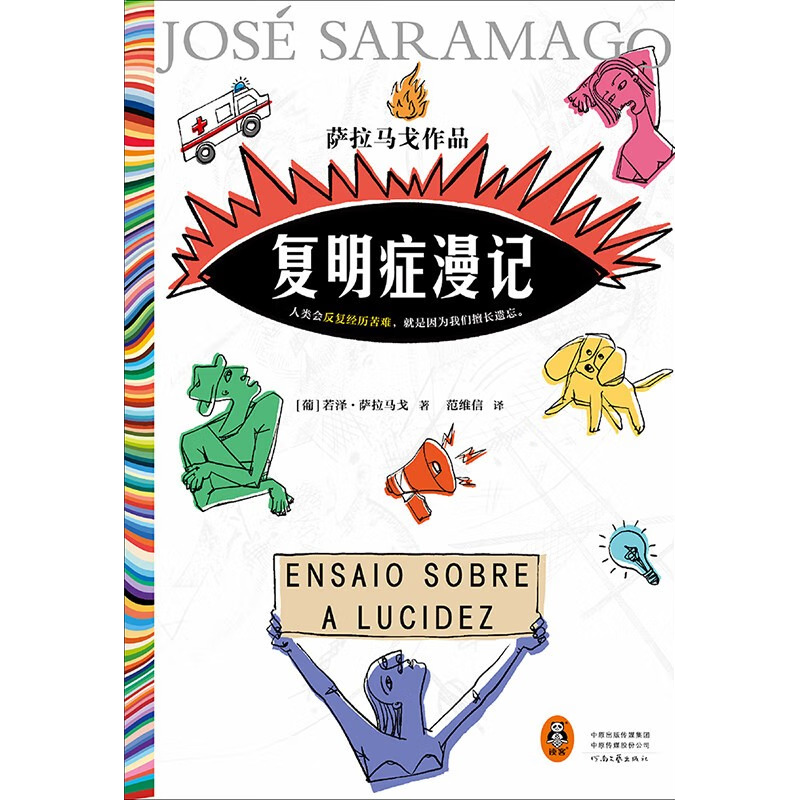 JOSÉ SARAMAGO
萨拉马戈作品
复明症漫记
人类会反复经历苦难，就是因为我们擅长遗忘。
[葡]若泽·萨拉马戈 著 范维信 译
ENSAIO SOBRE
A LUCIDEZ
读客
中原出版传媒集团
中原传媒股份公司
河南文艺出版社